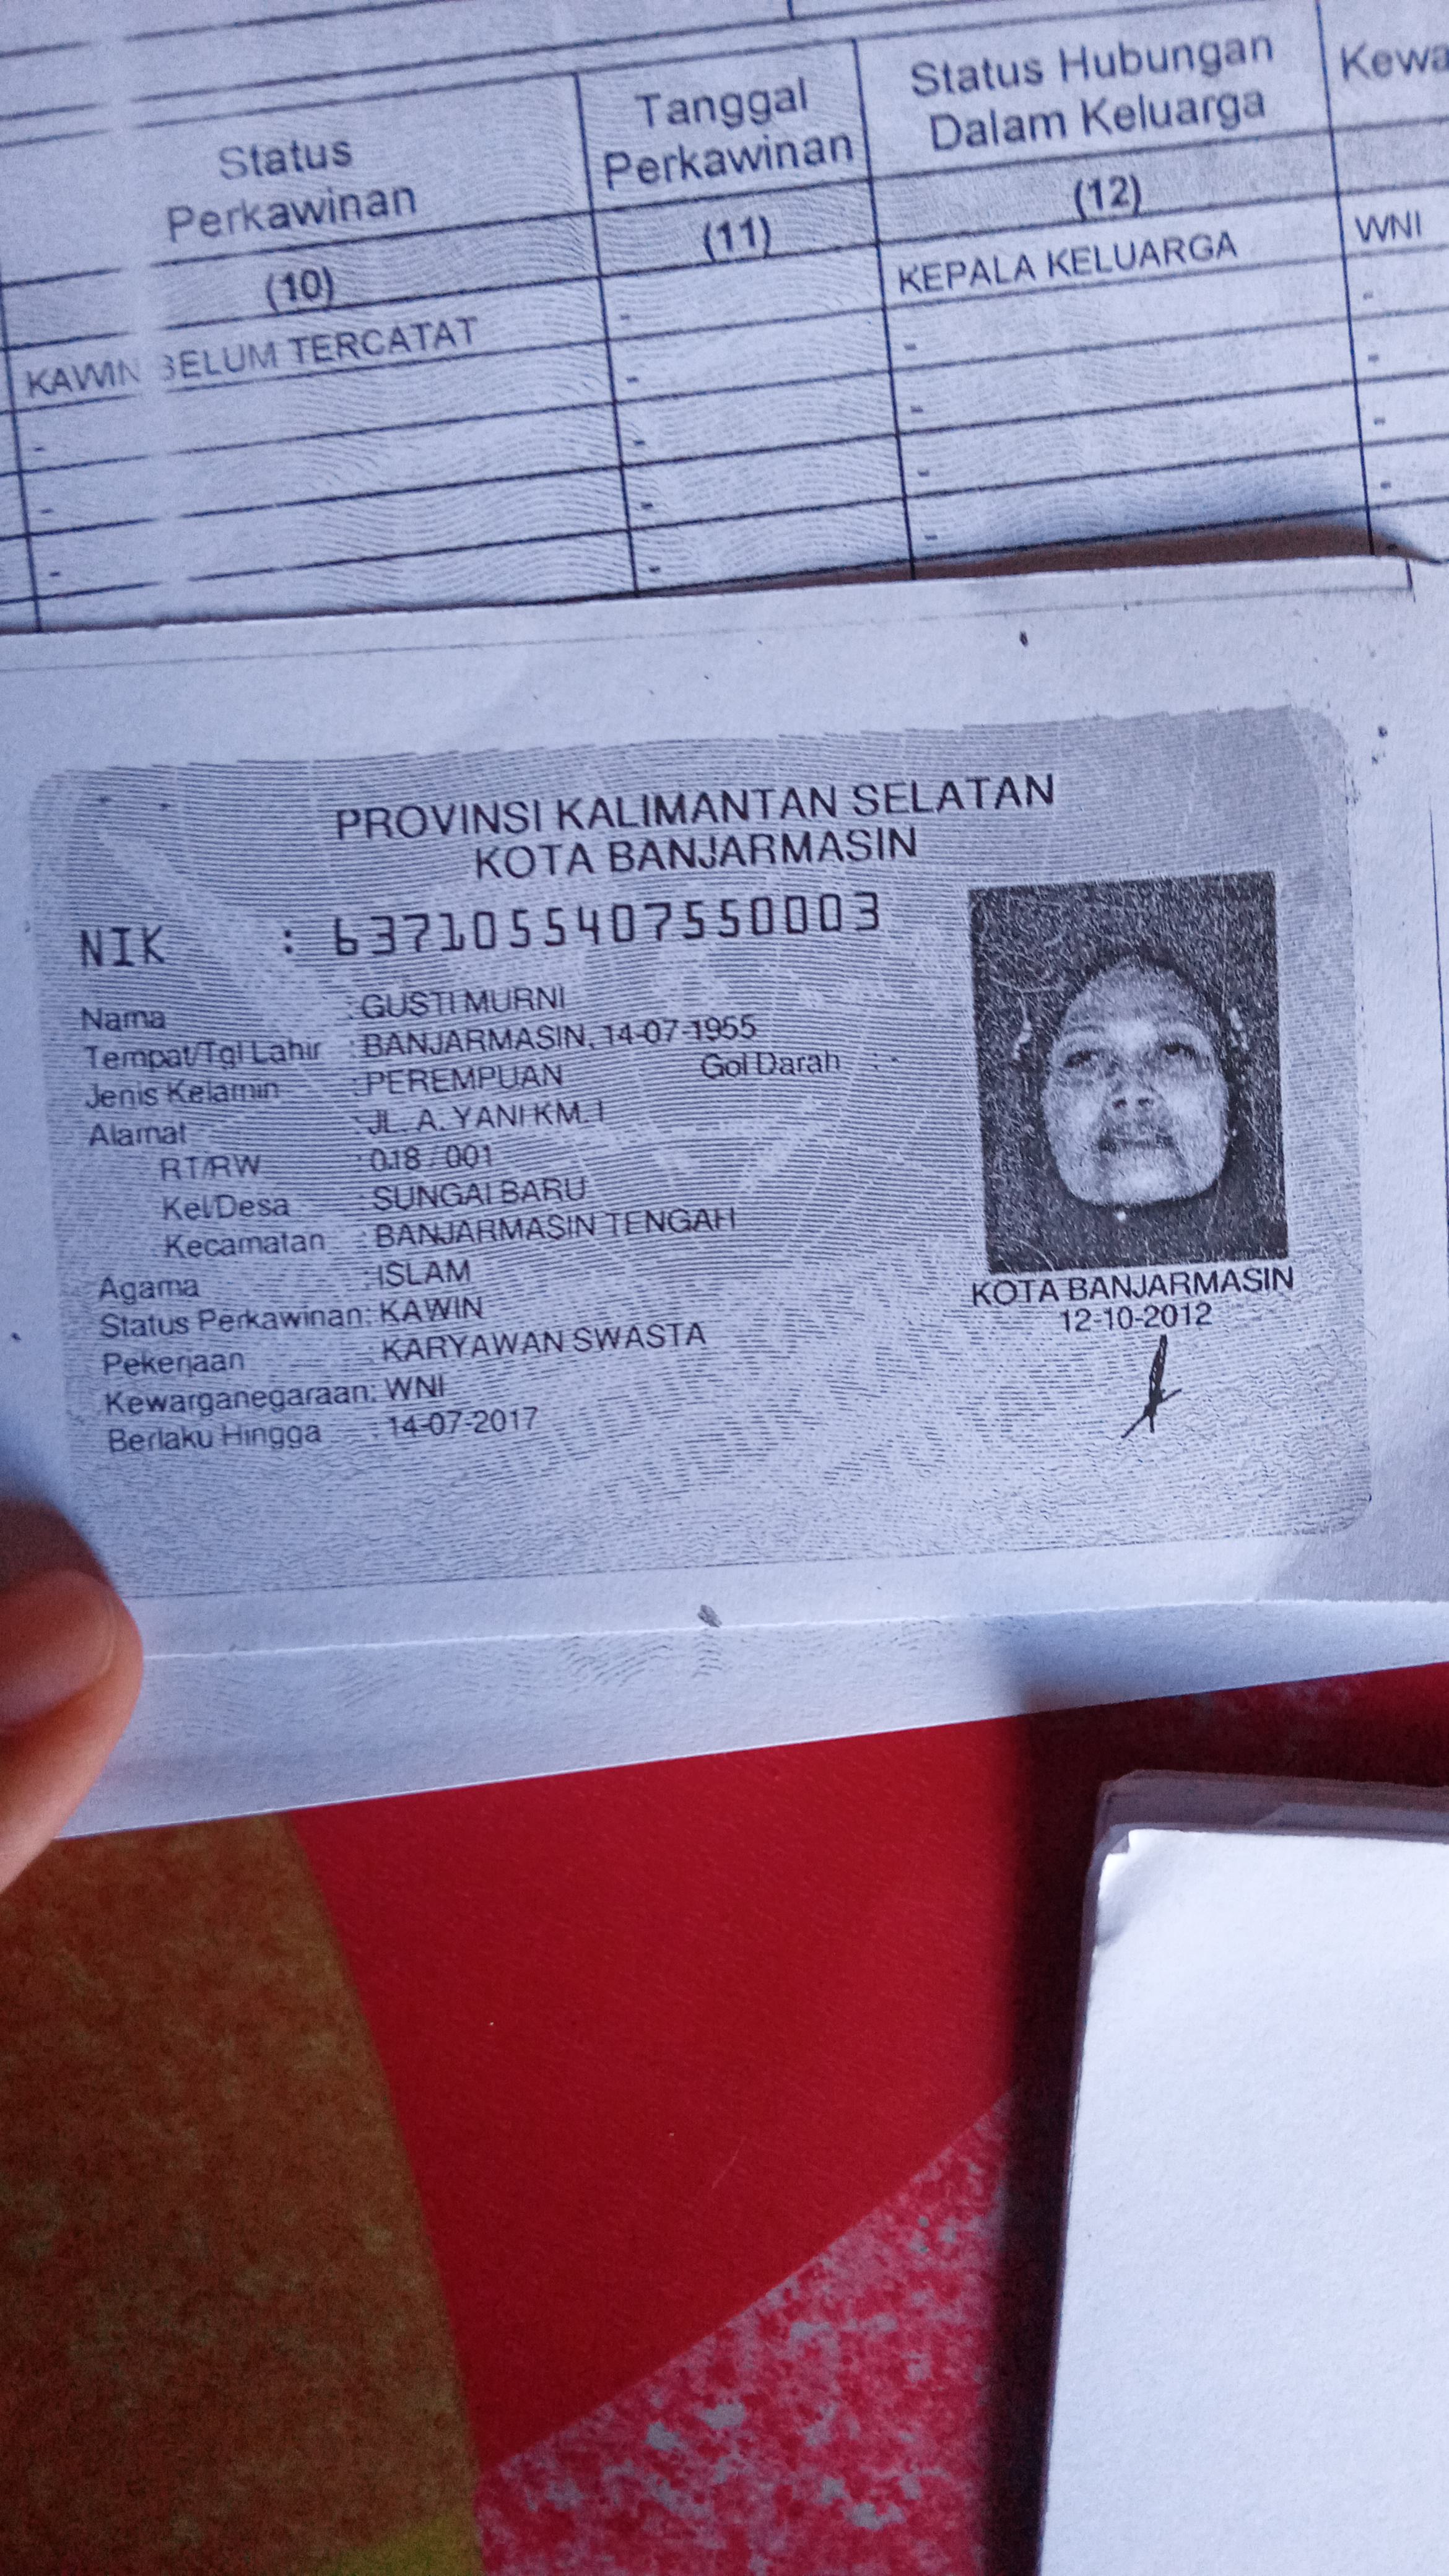 Status Perkawinan
Tanggal Perkawinan
Status Hubungan Dalam Keluarga
(10)
(11)
(12)
KAWIN BELUM TERCATAT
-
KEPALA KELUARGA
WNI
PROVINSI KALIMANTAN SELATAN
KOTA BANJARMASIN
NIK : 6371055407550003
Nama : GUSTI MURNI
Tempat/Tgl Lahir : BANJARMASIN, 14-07-1955
Jenis Kelamin : PEREMPUAN Gol Darah : -
Alamat : JL. A. YANI KM. I
RT/RW : 018 / 001
Kel/Desa : SUNGAI BARU
Kecamatan : BANJARMASIN TENGAH
Agama : ISLAM
Status Perkawinan: KAWIN
Pekerjaan : KARYAWAN SWASTA
Kewarganegaraan: WNI
Berlaku Hingga : 14-07-2017
KOTA BANJARMASIN
12-10-2012